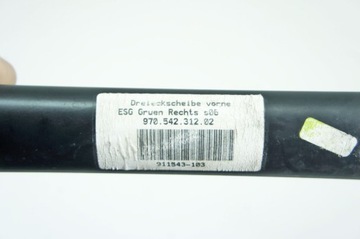 Dreieckscheibe vorne
ESG Gruen Rechts s06
970.542.312.02
911543-103